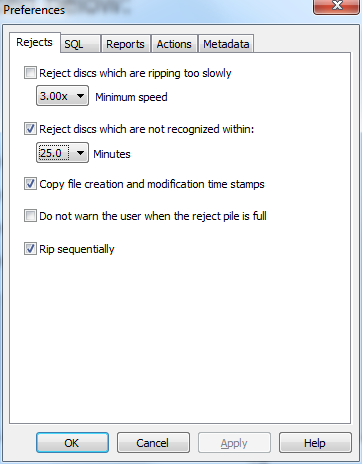 Preferences
Rejects SQL Reports Actions Metadata
Reject discs which are ripping too slowly
3.00x Minimum speed
Reject discs which are not recognized within:
25.0 Minutes
Copy file creation and modification time stamps
Do not warn the user when the reject pile is full
Rip sequentially
OK Cancel Apply Help